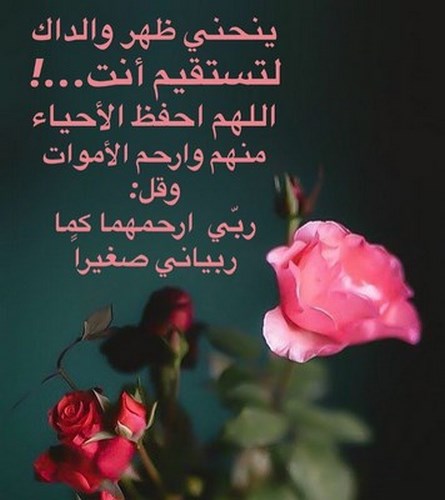 ينحني ظهر والداك
لتستقيم أنت...!
اللهم احفظ الأحياء
منهم وارحم الأموات
وقل:
ربّي ارحمهما كما
ربياني صغيراً